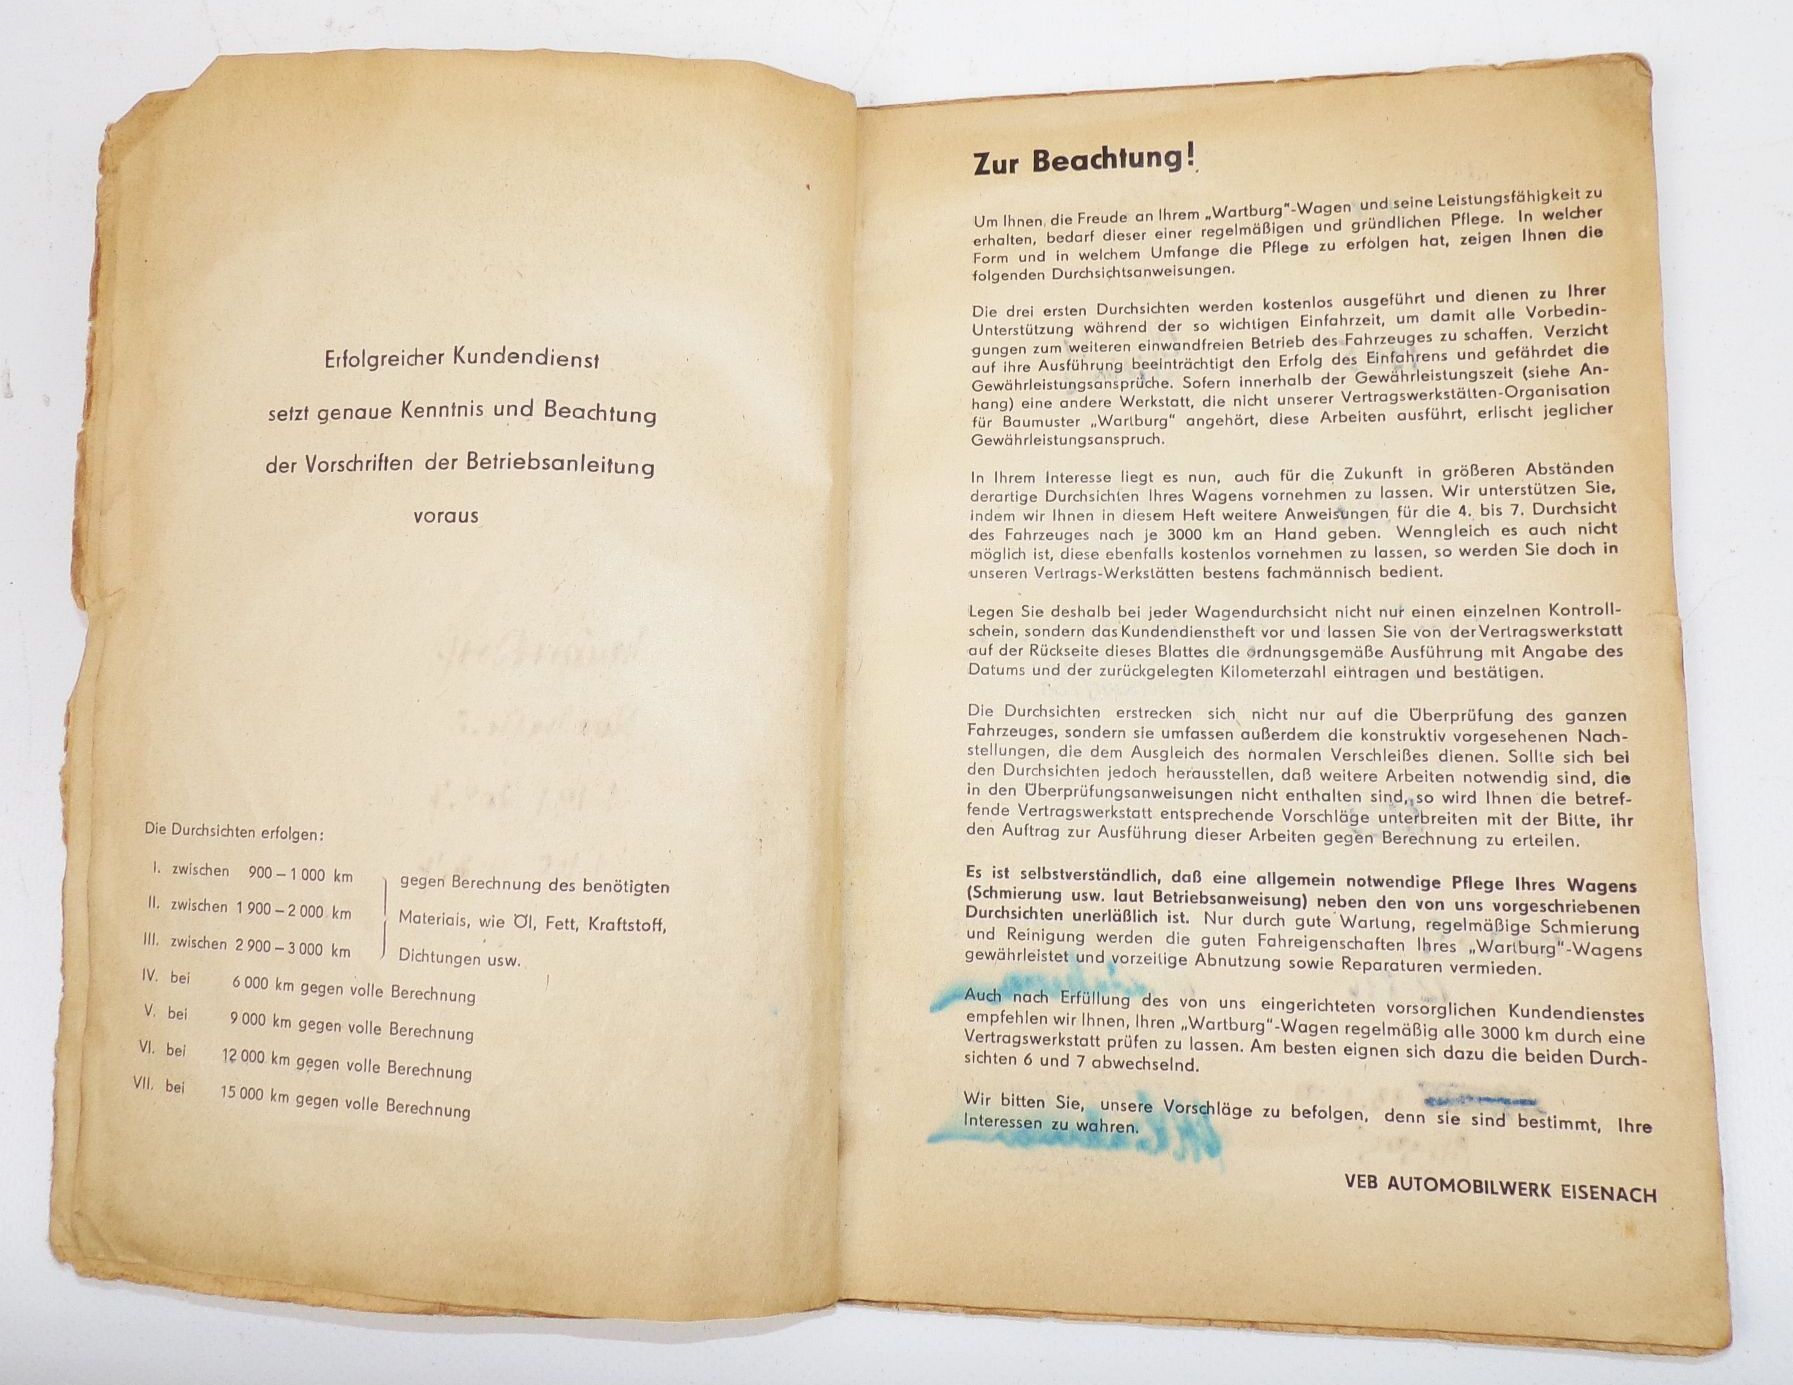 Erfolgreicher Kundendienst
setzt genaue Kenntnis und Beachtung
der Vorschriften der Betriebsanleitung
voraus
Die Durchsichten erfolgen:
I. zwischen 900 – 1 000 km
II. zwischen 1 900 – 2 000 km
III. zwischen 2 900 – 3 000 km
gegen Berechnung des benötigten
Materials, wie Öl, Fett, Kraftstoff,
Dichtungen usw.
IV. bei 6 000 km gegen volle Berechnung
V. bei 9 000 km gegen volle Berechnung
VI. bei 12 000 km gegen volle Berechnung
VII. bei 15 000 km gegen volle Berechnung
Zur Beachtung!
Um Ihnen die Freude an Ihrem „Wartburg“-Wagen und seine Leistungsfähigkeit zu
erhalten, bedarf dieser einer regelmäßigen und gründlichen Pflege. In welcher
Form und in welchem Umfange die Pflege zu erfolgen hat, zeigen Ihnen die
folgenden Durchsichtsanweisungen.
Die drei ersten Durchsichten werden kostenlos ausgeführt und dienen zu Ihrer
Unterstützung während der so wichtigen Einfahrzeit, um damit alle Vorbedin-
gungen zum weiteren einwandfreien Betrieb des Fahrzeuges zu schaffen. Verzicht
auf ihre Ausführung beeinträchtigt den Erfolg des Einfahrens und gefährdet die
Gewährleistungsansprüche. Sofern innerhalb der Gewährleistungszeit (siehe An-
hang) eine andere Werkstatt, die nicht unserer Vertragswerkstätten-Organisation
für Baumuster „Wartburg“ angehört, diese Arbeiten ausführt, erlischt jeglicher
Gewährleistungsanspruch.
In Ihrem Interesse liegt es nun, auch für die Zukunft in größeren Abständen
derartige Durchsichten Ihres Wagens vornehmen zu lassen. Wir unterstützen Sie,
indem wir Ihnen in diesem Heft weitere Anweisungen für die 4. bis 7. Durchsicht
des Fahrzeuges nach je 3000 km an Hand geben. Wenngleich es auch nicht
möglich ist, diese ebenfalls kostenlos vornehmen zu lassen, so werden Sie doch in
unseren Vertrags-Werkstätten bestens fachmännisch bedient.
Legen Sie deshalb bei jeder Wagendurchsicht nicht nur einen einzelnen Kontroll-
schein, sondern das Kundendienstheft vor und lassen Sie von der Vertragswerkstatt
auf der Rückseite dieses Blattes die ordnungsgemäße Ausführung mit Angabe des
Datums und der zurückgelegten Kilometerzahl eintragen und bestätigen.
Die Durchsichten erstrecken sich nicht nur auf die Überprüfung des ganzen
Fahrzeuges, sondern sie umfassen außerdem die konstruktiv vorgesehenen Nach-
stellungen, die dem Ausgleich des normalen Verschleißes dienen. Sollte sich bei
den Durchsichten jedoch herausstellen, daß weitere Arbeiten notwendig sind, die
in den Überprüfungsanweisungen nicht enthalten sind, so wird Ihnen die betref-
fende Vertragswerkstatt entsprechende Vorschläge unterbreiten mit der Bitte, ihr
den Auftrag zur Ausführung dieser Arbeiten gegen Berechnung zu erteilen.
Es ist selbstverständlich, daß eine allgemein notwendige Pflege Ihres Wagens
(Schmierung usw. laut Betriebsanweisung) neben den von uns vorgeschriebenen
Durchsichten unerläßlich ist. Nur durch gute Wartung, regelmäßige Schmierung
und Reinigung werden die guten Fahreigenschaften Ihres „Wartburg“-Wagens
gewährleistet und vorzeitige Abnutzung sowie Reparaturen vermieden.
Auch nach Erfüllung des von uns eingerichteten vorsorglichen Kundendienstes
empfehlen wir Ihnen, Ihren „Wartburg“-Wagen regelmäßig alle 3000 km durch eine
Vertragswerkstatt prüfen zu lassen. Am besten eignen sich dazu die beiden Durch-
sichten 6 und 7 abwechselnd.
Wir bitten Sie, unsere Vorschläge zu befolgen, denn sie sind bestimmt, Ihre
Interessen zu wahren.
VEB AUTOMOBILWERK EISENACH